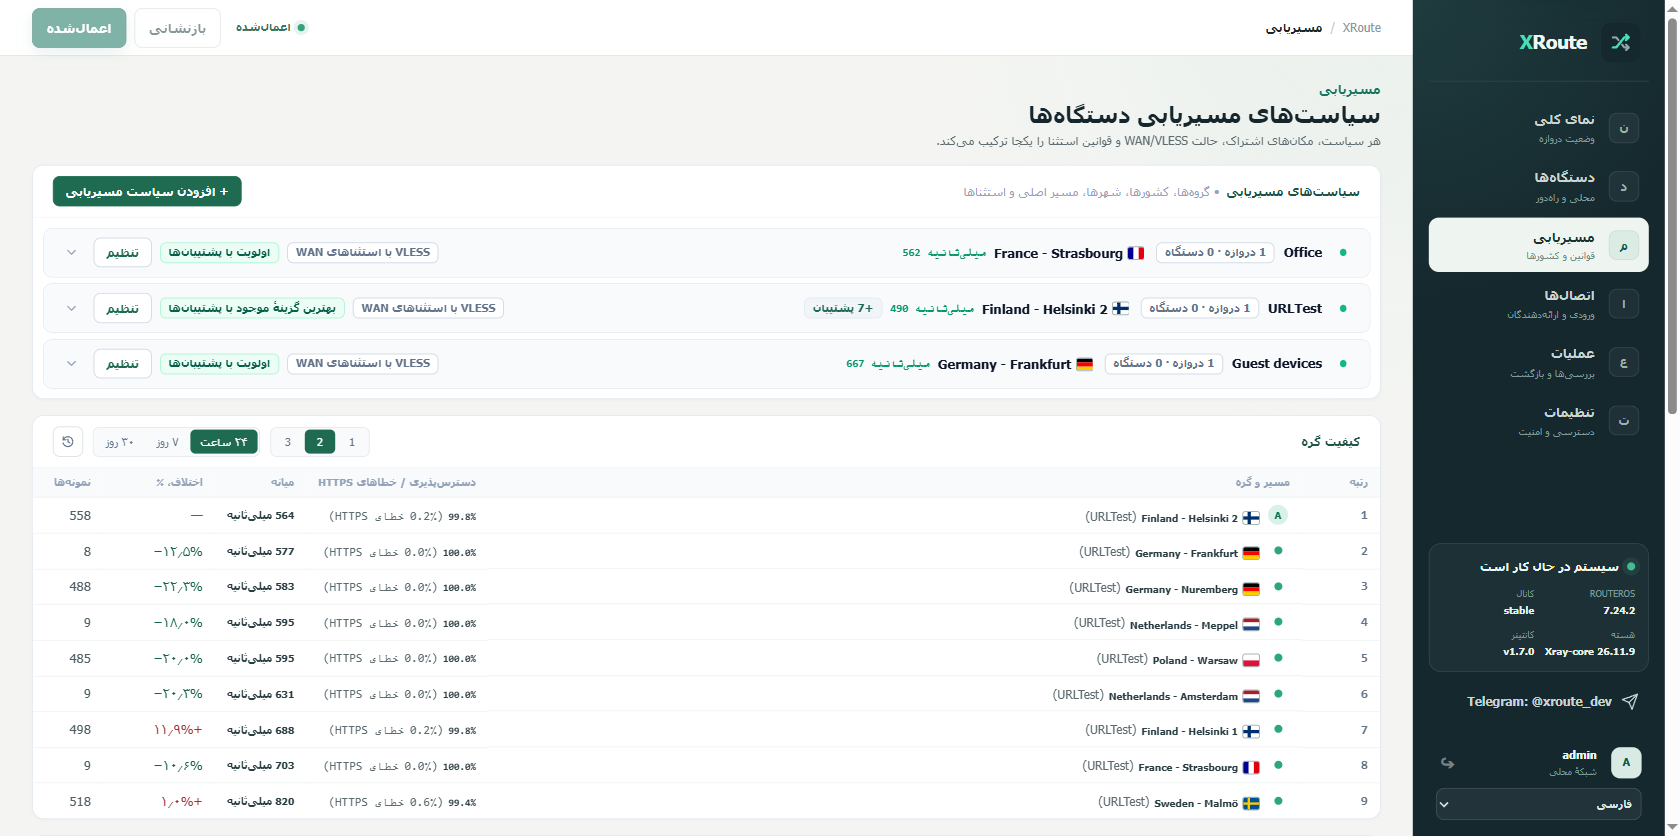 XRoute
نمای کلی
وضعیت دروازه
دستگاه‌ها
محلی و راه‌دور
مسیریابی
قوانین و کشورها
اتصال‌ها
ورودی و ارائه‌دهندگان
عملیات
بررسی‌ها و بازگشت
تنظیمات
دسترسی و امنیت
ن
د
م
ا
ع
ت
سیستم در حال کار است
ROUTEROS
کانال
7.24.2
stable
هسته
کانتینر
Xray-core 26.11.9
v1.7.0
Telegram: @xroute_dev
A
admin
شبکهٔ محلی
فارسی
XRoute / مسیریابی
اعمال‌شده
بازنشانی
اعمال‌شده
مسیریابی
سیاست‌های مسیریابی دستگاه‌ها
هر سیاست، مکان‌های اشتراک، حالت WAN/VLESS و قوانین استثنا را یکجا ترکیب می‌کند.
سیاست‌های مسیریابی • گروه‌ها، کشورها، شهرها، مسیر اصلی و استثناها
+ افزودن سیاست مسیریابی
Office 1 دروازه · 0 دستگاه France - Strasbourg 562 میلی‌ثانیه VLESS با استثناهای WAN اولویت با پشتیبان‌ها تنظیم
URLTest 1 دروازه · 0 دستگاه Finland - Helsinki 2 490 میلی‌ثانیه +7 پشتیبان VLESS با استثناهای WAN بهترین گزینهٔ موجود با پشتیبان‌ها تنظیم
Guest devices 1 دروازه · 0 دستگاه Germany - Frankfurt 667 میلی‌ثانیه VLESS با استثناهای WAN اولویت با پشتیبان‌ها تنظیم
کیفیت گره
1 2 3
۲۴ ساعت ۷ روز ۳۰ روز
رتبه مسیر و گره دسترس‌پذیری / خطاهای HTTPS میانه اختلاف، % نمونه‌ها
1 A Finland - Helsinki 2 (URLTest) 99.8% (0.2% خطای HTTPS) 564 میلی‌ثانیه — 558
2 Germany - Frankfurt (URLTest) 100.0% (0.0% خطای HTTPS) 577 میلی‌ثانیه −۱۲٫۵% 8
3 Germany - Nuremberg (URLTest) 100.0% (0.0% خطای HTTPS) 583 میلی‌ثانیه −۲۲٫۳% 488
4 Netherlands - Meppel (URLTest) 100.0% (0.0% خطای HTTPS) 595 میلی‌ثانیه −۱۸٫۰% 9
5 Poland - Warsaw (URLTest) 100.0% (0.0% خطای HTTPS) 595 میلی‌ثانیه −۲۰٫۰% 485
6 Netherlands - Amsterdam (URLTest) 100.0% (0.0% خطای HTTPS) 631 میلی‌ثانیه −۲۰٫۳% 9
7 Finland - Helsinki 1 (URLTest) 99.8% (0.2% خطای HTTPS) 688 میلی‌ثانیه +۱۱٫۹% 498
8 France - Strasbourg (URLTest) 100.0% (0.0% خطای HTTPS) 703 میلی‌ثانیه −۱۰٫۶% 9
9 Sweden - Malmö (URLTest) 99.4% (0.6% خطای HTTPS) 820 میلی‌ثانیه +۱٫۰% 518